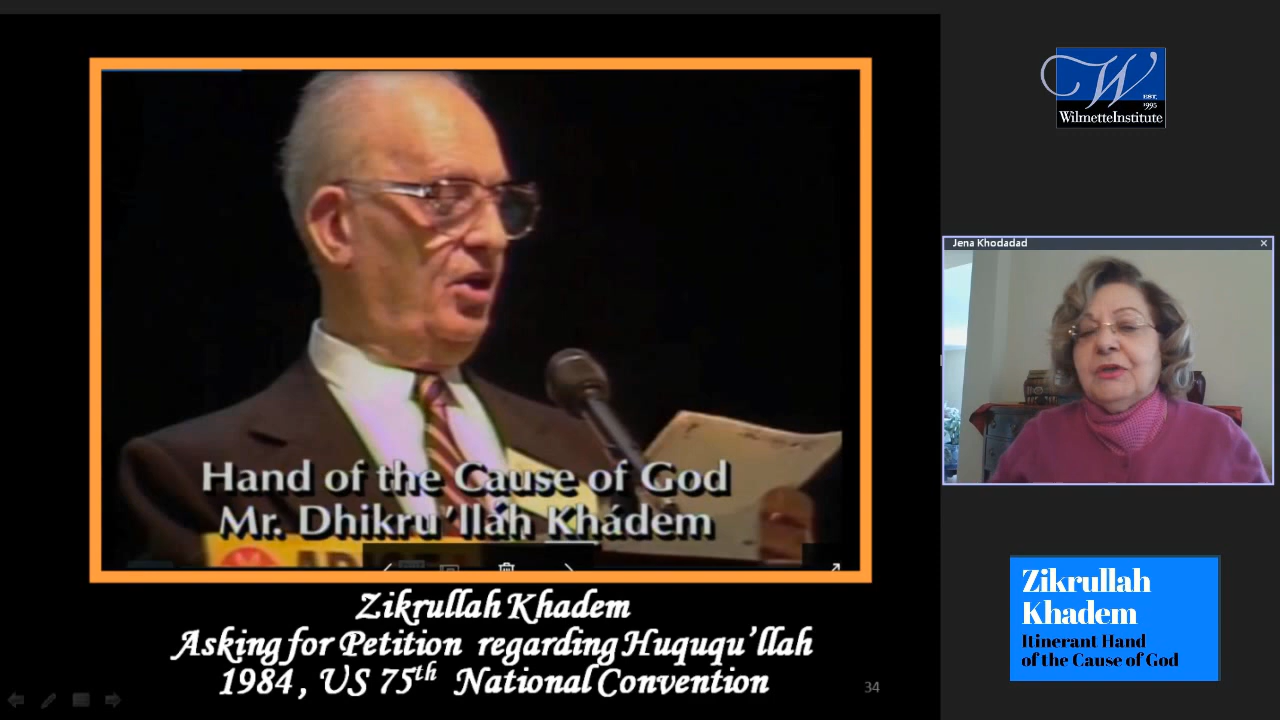 Hand of the Cause of God
Mr. Dhikru'lláh Khádem
Zikrullah Khadem
Asking for Petition regarding Huququ'llah
1984, US 75th National Convention
34
EST.
1995
WilmetteInstitute
Jena Khodadad
Zikrullah
Khadem
Itinerant Hand
of the Cause of God